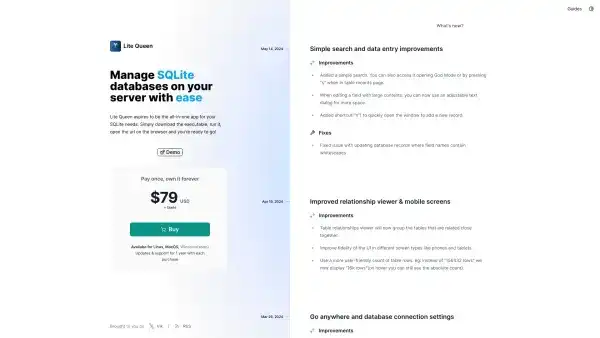 Guides
What's new?
Lite Queen
May 14, 2024
Simple search and data entry improvements
Improvements
Added a simple search. You can also access it opening Goe Mode or by pressing
"s" when in table records page.
When editing a field with large contents, you can now use an adjustable text
dialog for more space.
Added shortcut "n" to quickly open the window to add a new record.
Fixes
Fixed issue with updating database records where field names contain
whitespaces.
Manage SQLite
databases on your
server with ease
Lite Queen aspires to be the all-in-one app for your
SQLite needs. Simply download the executable, run it,
open the url on the browser and you're ready to go!
Demo
Pay once, own it forever
$79 USD
+ taxes
Buy
Available for Linux, MacOS,
updates & support for 1 year with each
purchase
Apr 16, 2024
Improved relationship viewer & mobile screens
Improvements
Table relationships viewer will now group the tables that are related close
together.
Improve fidelity of the UI in different screen types like phones and tablets.
Use a more user-friendly count of table rows, eg: instead of rows" we
now display rows" (on hover you can still see the absolute count).
Mar 26, 2024
Go anywhere and database connection settings
Improvements
Brought to you by
/